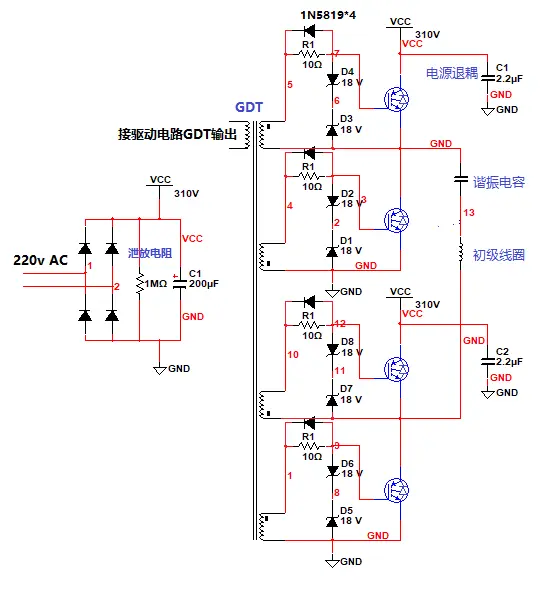 1N5819*4
VCC
310V
VCC
R1
10Ω
7
5
D4
18 V
6
D3
18 V
电源退耦
C1
2.2µF
GND
GND
GDT
接驱动电路GDT输出
GND
R1
10Ω
3
4
D2
18 V
2
D1
18 V
GND
GND
谐振电容
13
初级线圈
VCC
310V
VCC
220v AC
1
2
泄放电阻
1MΩ
C1
200µF
GND
GND
VCC
310V
VCC
R1
10Ω
12
10
D8
18 V
11
D7
18 V
GND
C2
2.2µF
GND
R1
10Ω
9
1
D6
18 V
8
D5
18 V
GND
GND